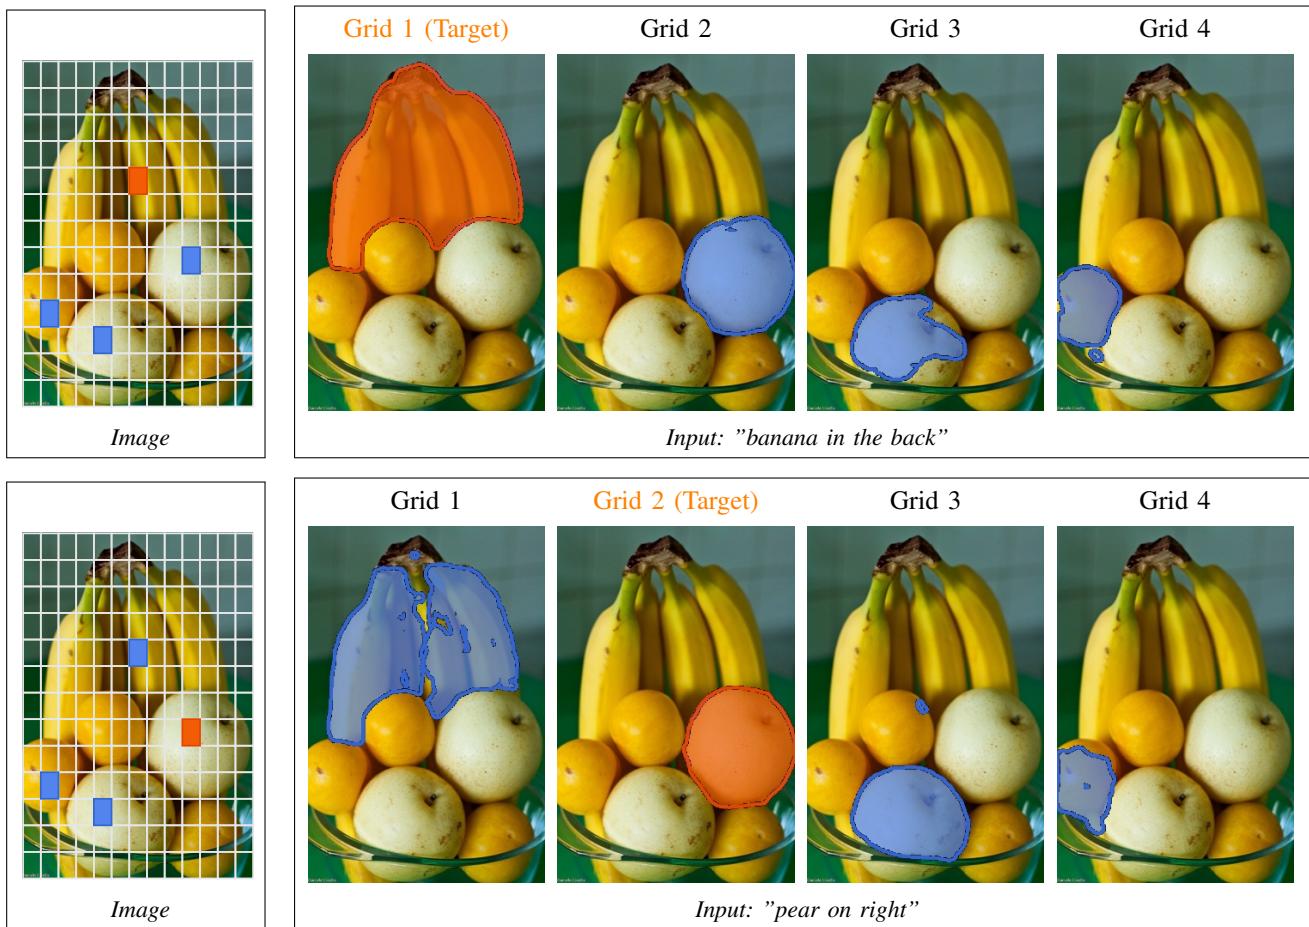 Grid 1 (Target) Grid 2 Grid 3 Grid 4
Image
Input: ”banana in the back”
Grid 1 Grid 2 (Target) Grid 3 Grid 4
Image
Input: ”pear on right”